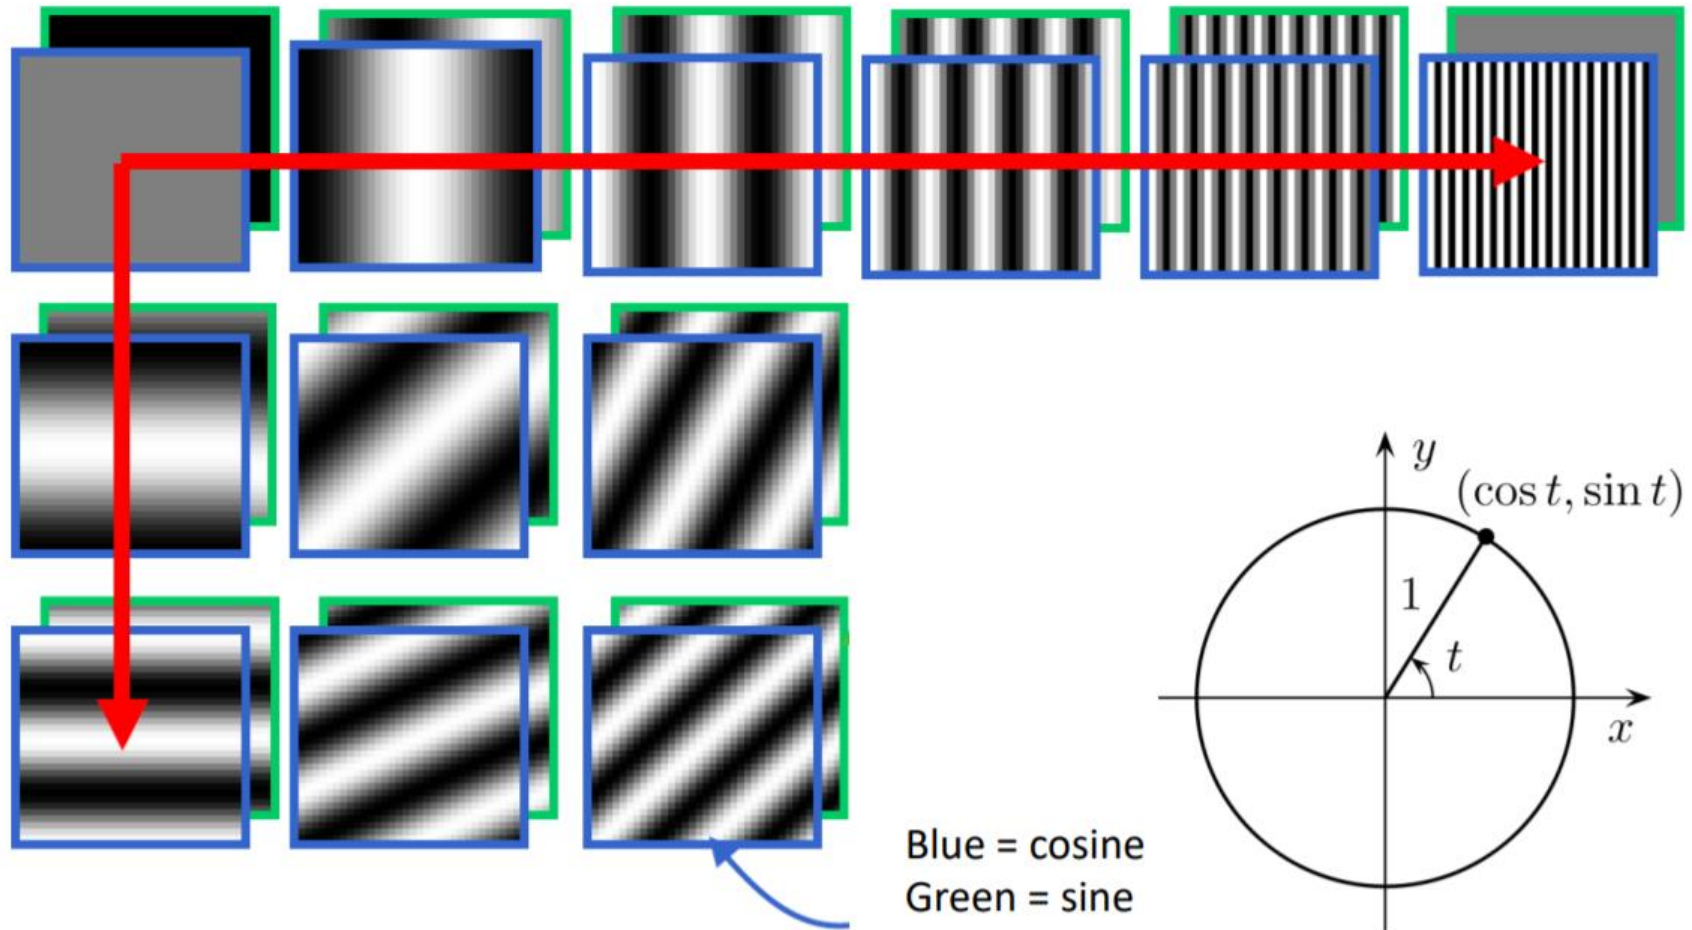 y
(cos t, sin t)
1
t
x
Blue = cosine
Green = sine